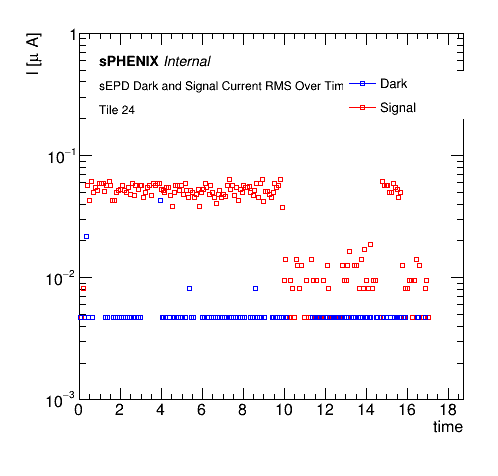 I [μ A]
sPHENIX Internal
sEPD Dark and Signal Current RMS Over Tim
Tile 24
Dark
Signal
1
10⁻¹
10⁻²
10⁻³
0 2 4 6 8 10 12 14 16 18
time